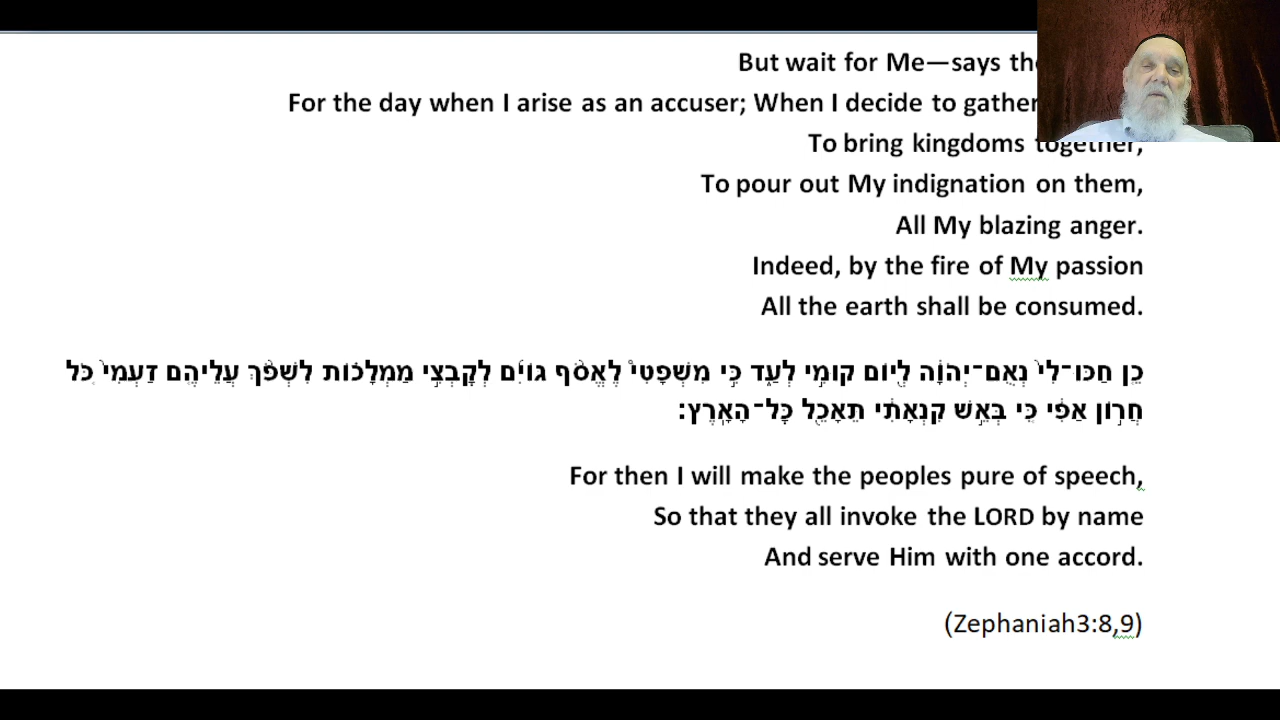 But wait for Me—says the
For the day when I arise as an accuser; When I decide to gather
To bring kingdoms together,
To pour out My indignation on them,
All My blazing anger.
Indeed, by the fire of My passion
All the earth shall be consumed.
כֵּ֤ן חַכּוּ־לִי֙ נְאֻם־יְהוָ֔ה לְי֖וֹם קוּמִ֣י לְעַ֑ד כִּ֣י מִשְׁפָּטִי֩ לֶאֱסֹ֨ף גּוֹיִ֜ם לְקָבְצִ֣י מַמְלָכ֗וֹת לִשְׁפֹּ֨ךְ עֲלֵיהֶ֤ם זַעְמִי֙ כֹּ֚ל
חֲר֣וֹן אַפִּ֔י כִּ֚י בְּאֵ֣שׁ קִנְאָתִ֔י תֵּאָכֵ֖ל כׇּל־הָאָֽרֶץ׃
For then I will make the peoples pure of speech,
So that they all invoke the LORD by name
And serve Him with one accord.
(Zephaniah3:8,9)